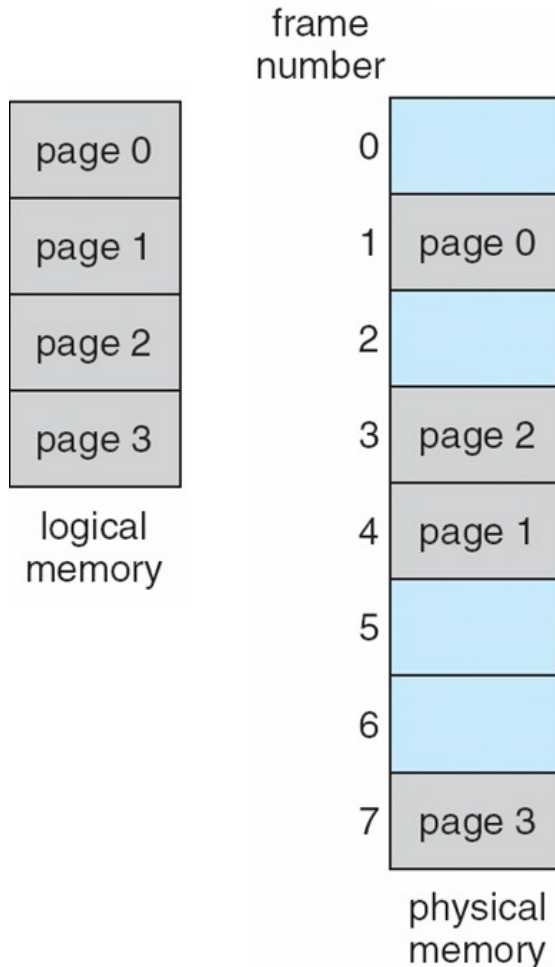 page 0
page 1
page 2
page 3
logical
memory
frame
number
0
1 page 0
2
3 page 2
4 page 1
5
6
7 page 3
physical
memory